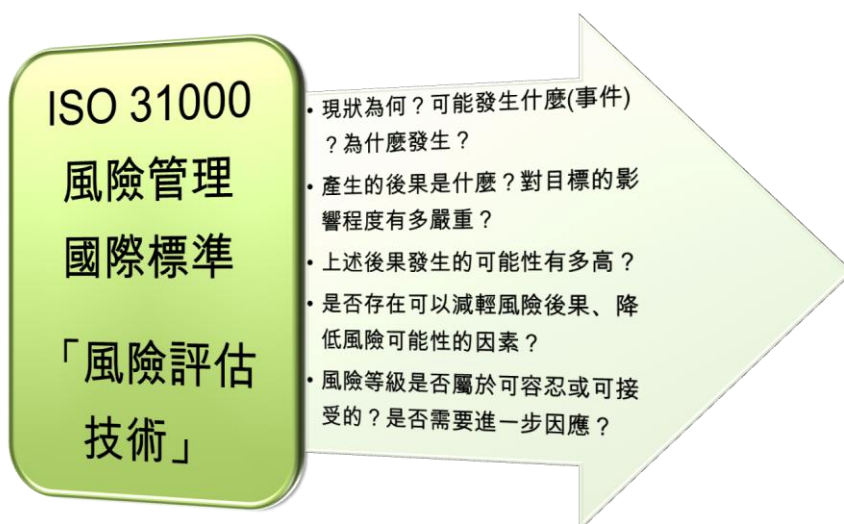 ISO 31000
風險管理
國際標準
「風險評估
技術」
• 現狀為何？可能發生什麼(事件)
？為什麼發生？
• 產生的後果是什麼？對目標的影
響程度有多嚴重？
• 上述後果發生的可能性有多高？
• 是否存在可以減輕風險後果、降
低風險可能性的因素？
• 風險等級是否屬於可容忍或可接
受的？是否需要進一步因應？